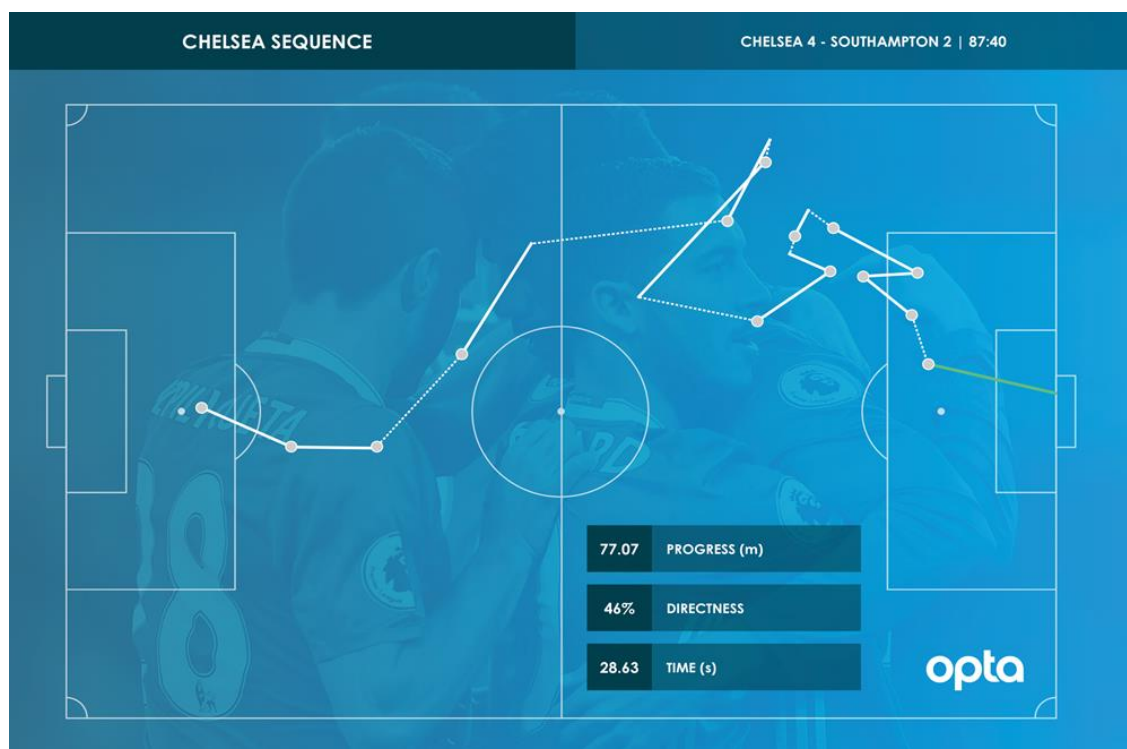 CHELSEA SEQUENCE
CHELSEA 4 - SOUTHAMPTON 2 | 87:40
77.07 PROGRESS (m)
46% DIRECTNESS
28.63 TIME (s)
opta